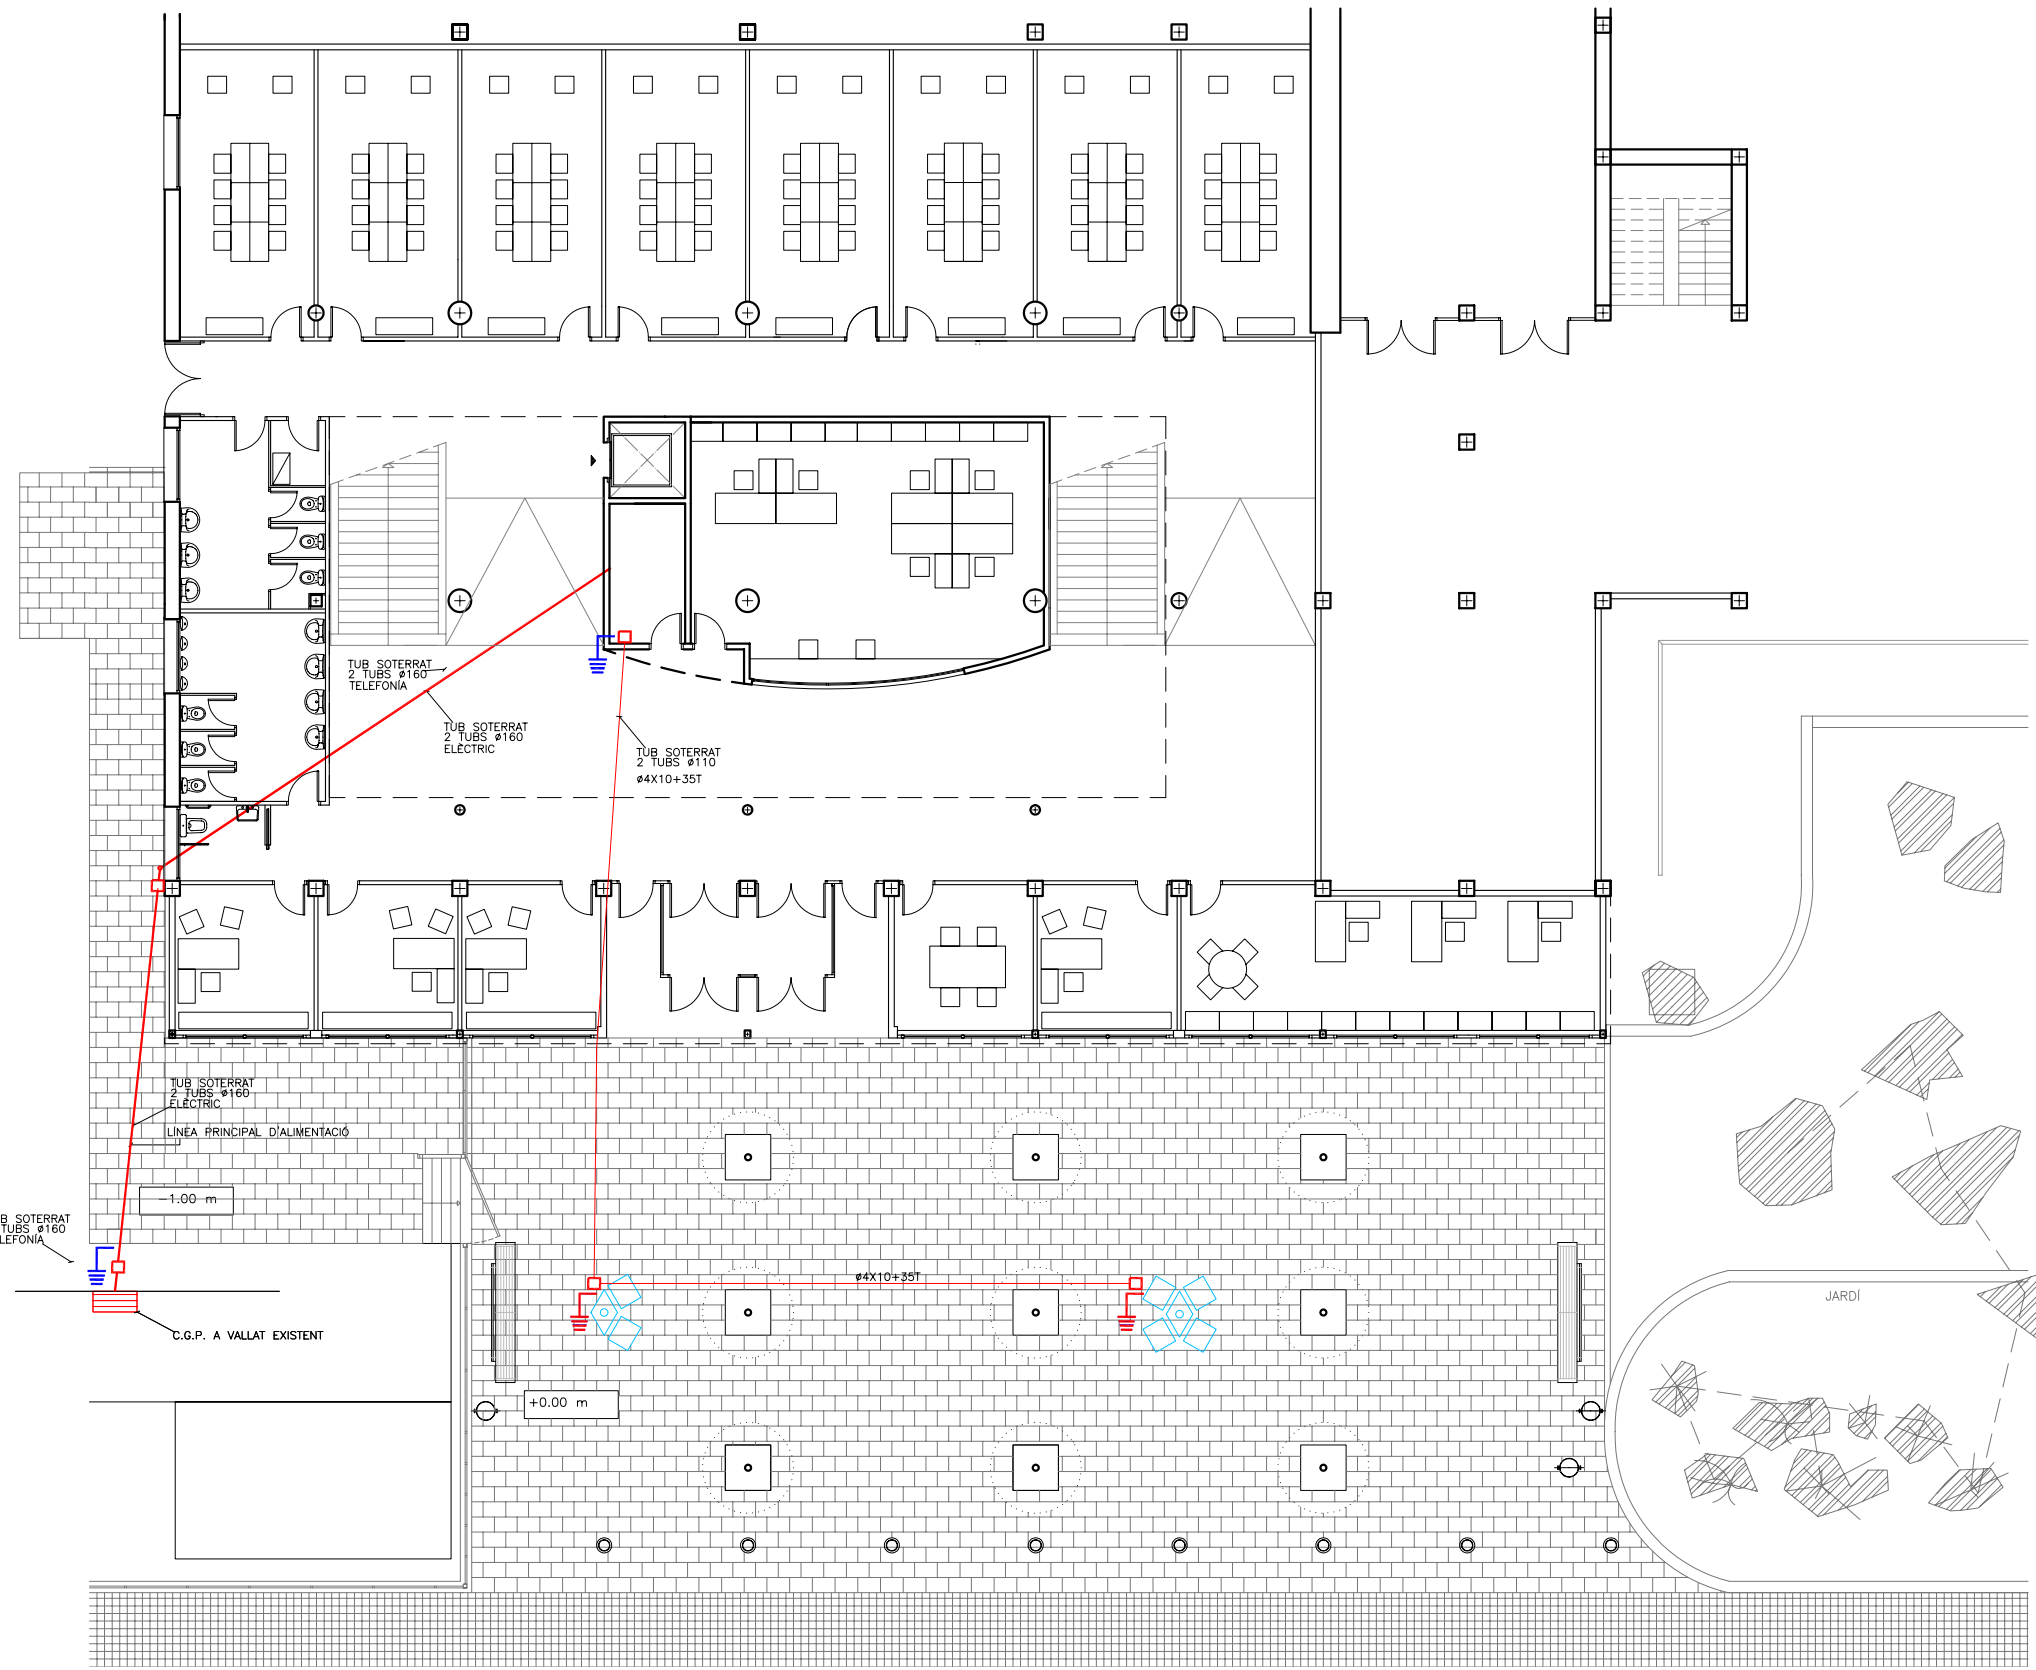 TUB SOTERRAT
2 TUBS ø160
TELEFONÍA
TUB SOTERRAT
2 TUBS ø160
ELÈCTRIC
TUB SOTERRAT
2 TUBS ø110
ø4X10+35T
TUB SOTERRAT
2 TUBS ø160
ELÈCTRIC
LÍNEA PRINCIPAL D'ALIMENTACIÓ
-1.00 m
B SOTERRAT
TUBS ø160
LEFONÍA
C.G.P. A VALLAT EXISTENT
ø4X10+35T
+0.00 m
JARDÍ